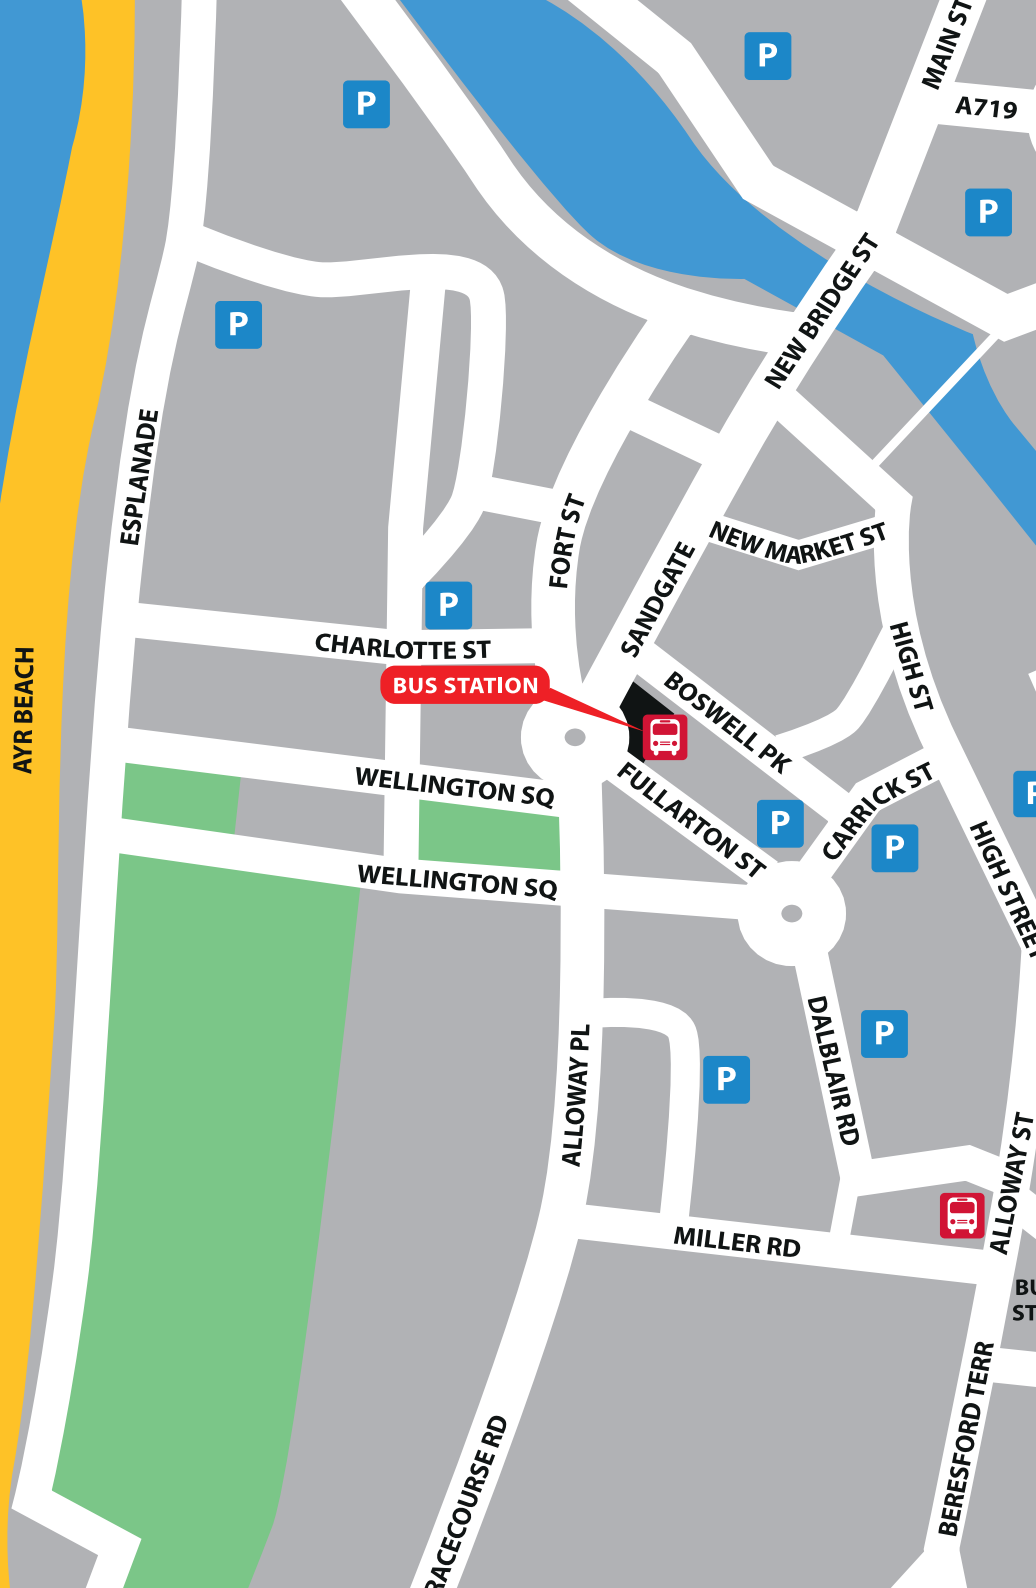 MAIN ST
P
A719
P
P
NEW BRIDGE ST
P
ESPLANADE
FORT ST
NEW MARKET ST
SANDGATE
P
CHARLOTTE ST
HIGH ST
BUS STATION
AYR BEACH
BOSWELL PK
WELLINGTON SQ
FULLARTON ST
CARRICK ST
P
P
P
HIGH STREET
WELLINGTON SQ
DALBLAIR RD
P
ALLOWAY PL
P
ALLOWAY ST
MILLER RD
BU
ST
BERESFORD TERR
RACECOURSE RD